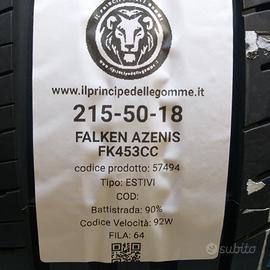 www.ilprincipedellegomme.it
215-50-18
FALKEN AZENIS
FK453CC
codice prodotto: 57494
Tipo: ESTIVI
COD:
Battistrada: 90%
Codice Velocità: 92W
FILA: 64
subito